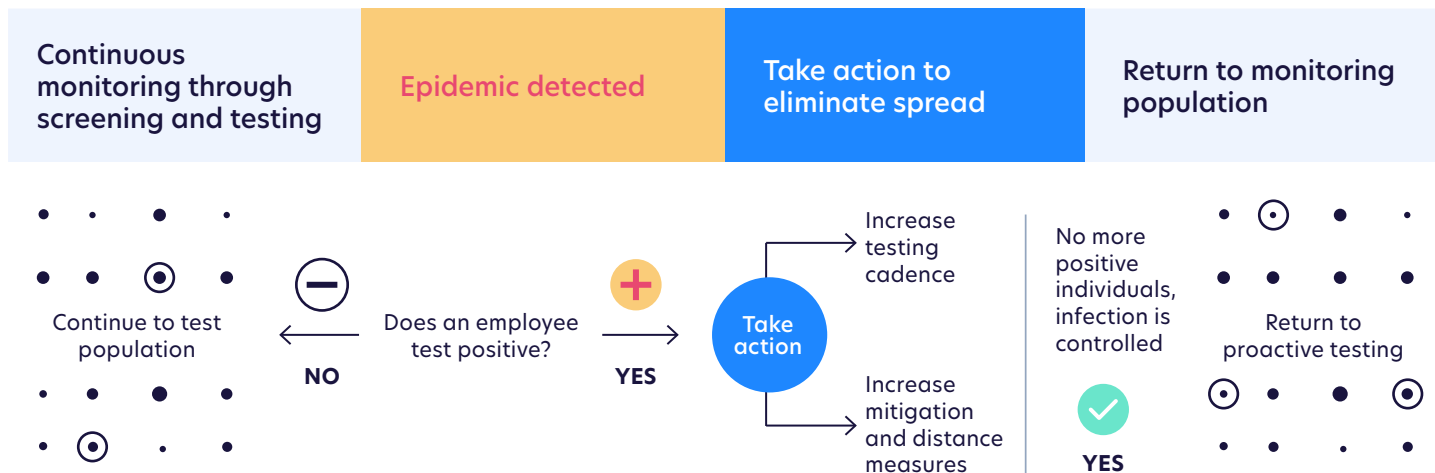 Continuous
monitoring through
screening and testing
Epidemic detected
Take action to
eliminate spread
Return to monitoring
population
Continue to test
population
NO
Does an employee
test positive?
YES
Take
action
Increase
testing
cadence
Increase
mitigation
and distance
measures
No more
positive
individuals,
infection is
controlled
YES
Return to
proactive testing